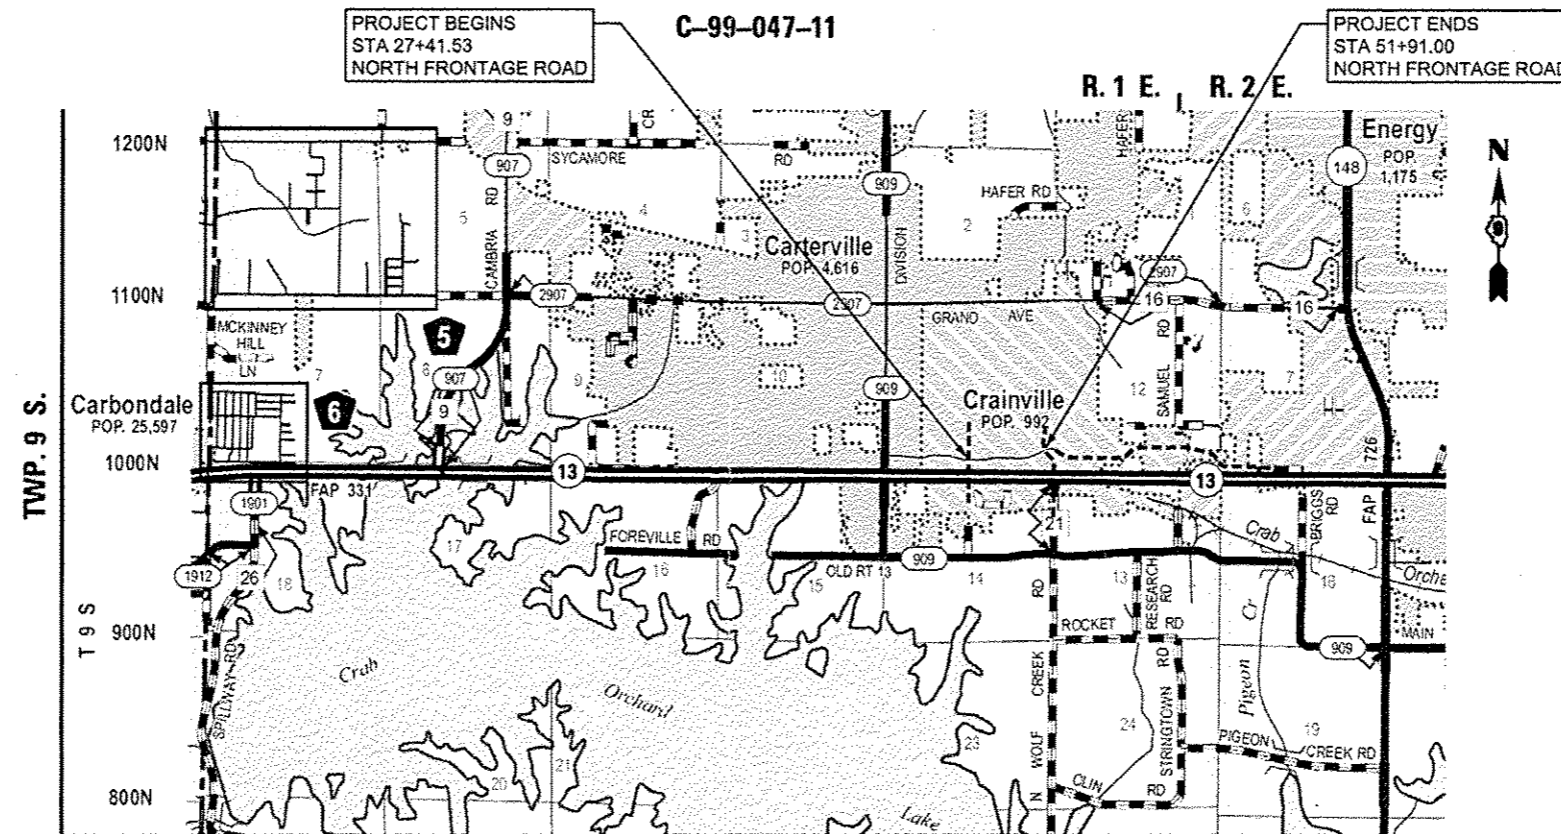 PROJECT BEGINS
STA 27+41.53
NORTH FRONTAGE ROAD
C–99–047–11
PROJECT ENDS
STA 51+91.00
NORTH FRONTAGE ROAD
R. 1 E.
R. 2 E.
1200N
9
907
CAMBRIA RD
SYCAMORE
RD
CR
909
DIVISION
HAFER
HAFER RD
Energy
POP.
1,175
148
N
9
5
4
3
2
1
6
Carterville
POP. 4,616
1100N
2907
2907
2907
GRAND AVE
16
16
MCKINNEY
HILL
LN
7
5
8
907
9
9
10
909
12
SAMUEL RD
7
Carbondale
POP. 25,597
6
Crainville
POP. 992
TWP. 9 S.
1000N
FAP 331
13
13
726
FAP
1901
1912
26
18
17
FOREVILLE RD
16
15
OLD RT 13
909
14
21
13
RESEARCH RD
BRIGGS RD
Crab
18
T 9 S
900N
ROCKET RD
909
MAIN
SPILLWAY RD
Crab
Orchard
N WOLF CREEK RD
24
STRINGTOWN RD
Pigeon Cr
19
PIGEON CREEK RD
23
20
21
CLIN
RD
800N
Lake